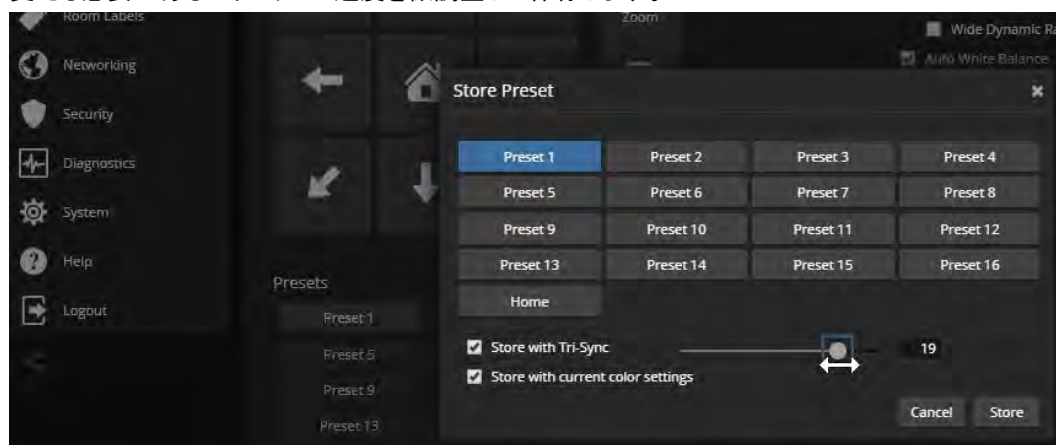 Room Labels
Networking
Security
Diagnostics
System
Help
Logout
Zoom
Wide Dynamic Ra
Auto White Balance
Presets
Preset 1
Preset 5
Preset 9
Preset 13
Store Preset
Preset 1 Preset 2 Preset 3 Preset 4
Preset 5 Preset 6 Preset 7 Preset 8
Preset 9 Preset 10 Preset 11 Preset 12
Preset 13 Preset 14 Preset 15 Preset 16
Home
Store with Tri-Sync 19
Store with current color settings
Cancel Store